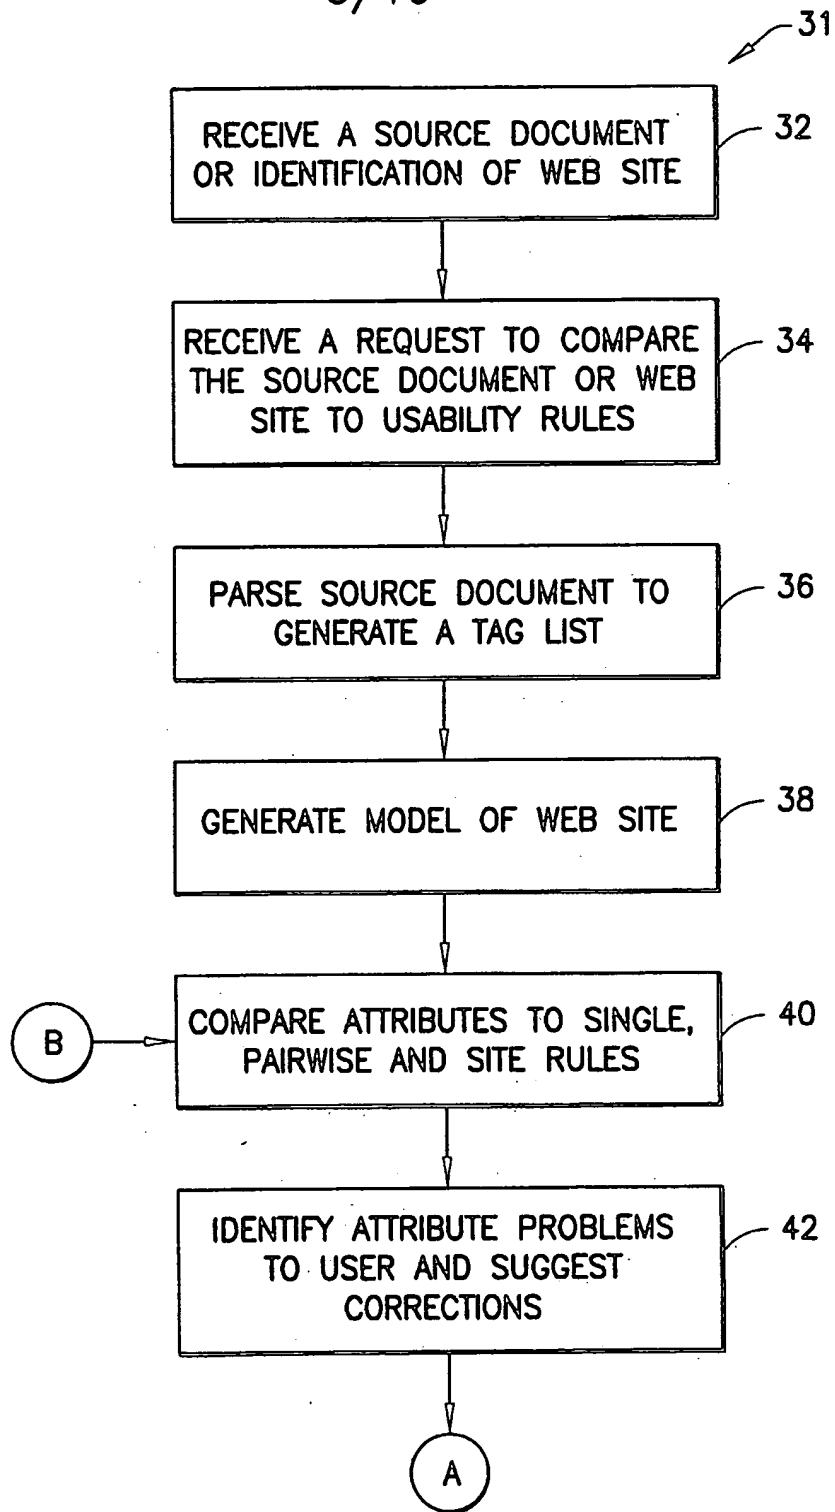 31
RECEIVE A SOURCE DOCUMENT
OR IDENTIFICATION OF WEB SITE
32
RECEIVE A REQUEST TO COMPARE
THE SOURCE DOCUMENT OR WEB
SITE TO USABILITY RULES
34
PARSE SOURCE DOCUMENT TO
GENERATE A TAG LIST
36
GENERATE MODEL OF WEB SITE
38
B
COMPARE ATTRIBUTES TO SINGLE,
PAIRWISE AND SITE RULES
40
IDENTIFY ATTRIBUTE PROBLEMS
TO USER AND SUGGEST
CORRECTIONS
42
A